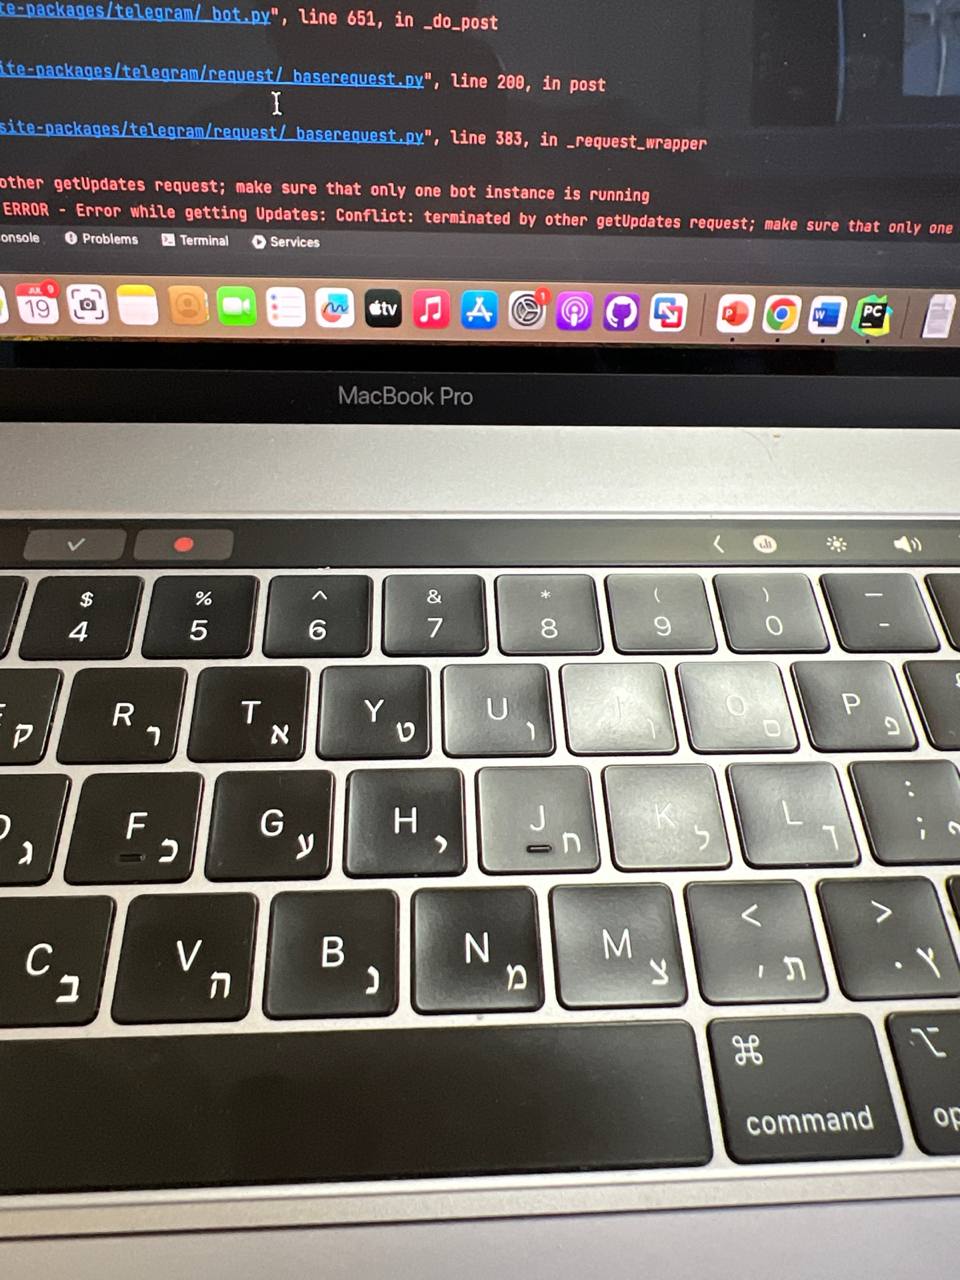 te-packages/telegram/_bot.py", line 651, in _do_post
ite-packages/telegram/request/_baserequest.py", line 200, in post
site-packages/telegram/request/_baserequest.py", line 383, in _request_wrapper
other getUpdates request; make sure that only one bot instance is running
ERROR - Error while getting Updates: Conflict: terminated by other getUpdates request; make sure that only one
onsole Problems Terminal Services
JUL 9
19 tv 1 P W PC
MacBook Pro
$ % ^ & * ( ) —
4 5 6 7 8 9 0 -
R T Y U O P
ק ר א ט ו ן ם פ
F G H J K L :
ג כ ע י ח ל ך ;
C V B N M < >
ב ה נ מ צ , ת . ץ
⌘ ⌥
command op